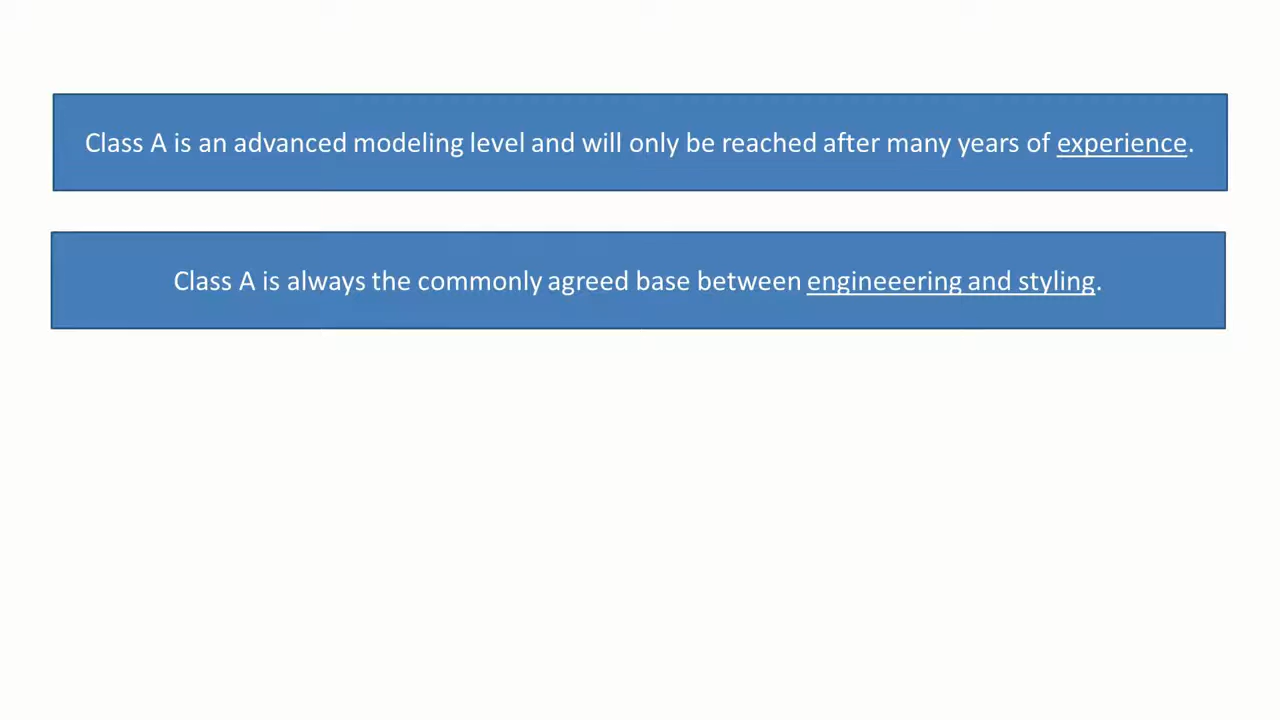 Class A is an advanced modeling level and will only be reached after many years of experience.
Class A is always the commonly agreed base between engineeering and styling.